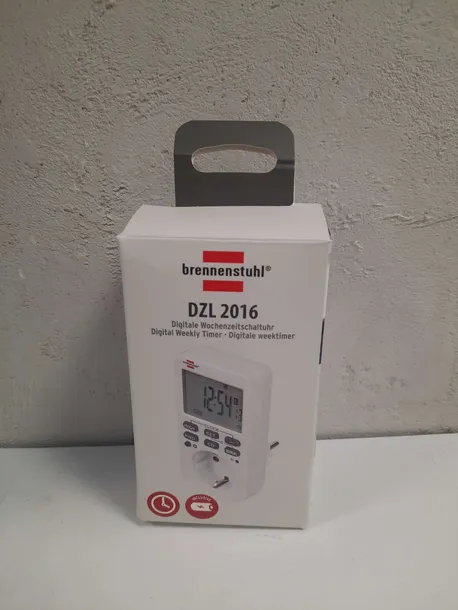 brennenstuhl®
DZL 2016
Digitale Wochenzeitschaltuhr
Digital Weekly Timer - Digitale weektimer
12:54